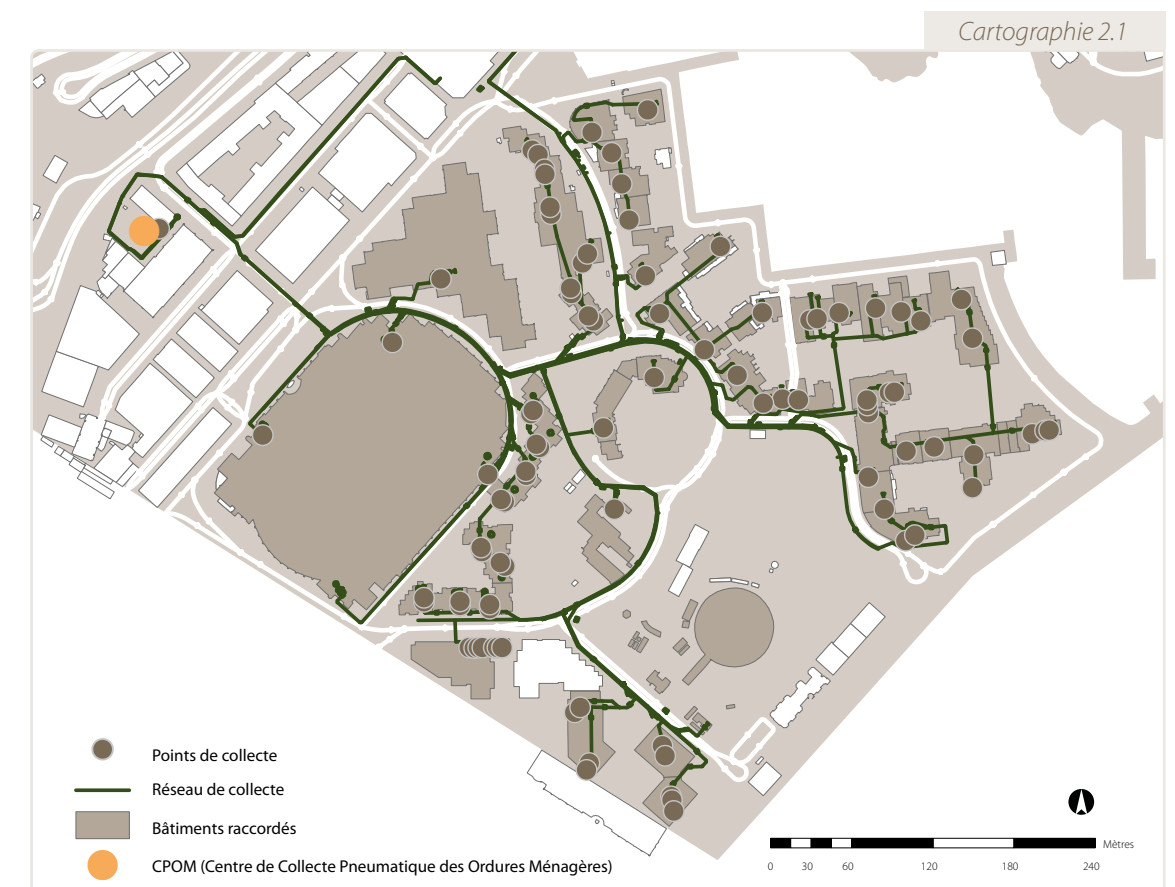 Cartographie 2.1
Points de collecte
Réseau de collecte
Bâtiments raccordés
CPOM (Centre de Collecte Pneumatique des Ordures Ménagères)
Mètres
0 30 60 120 180 240